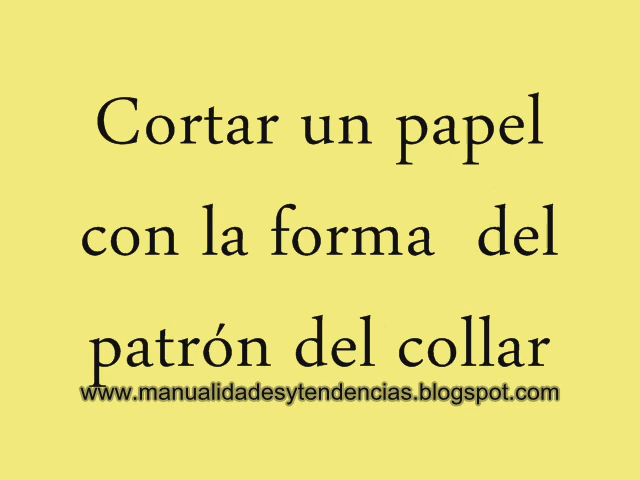 Cortar un papel
con la forma del
patrón del collar
www.manualidadesytendencias.blogspot.com